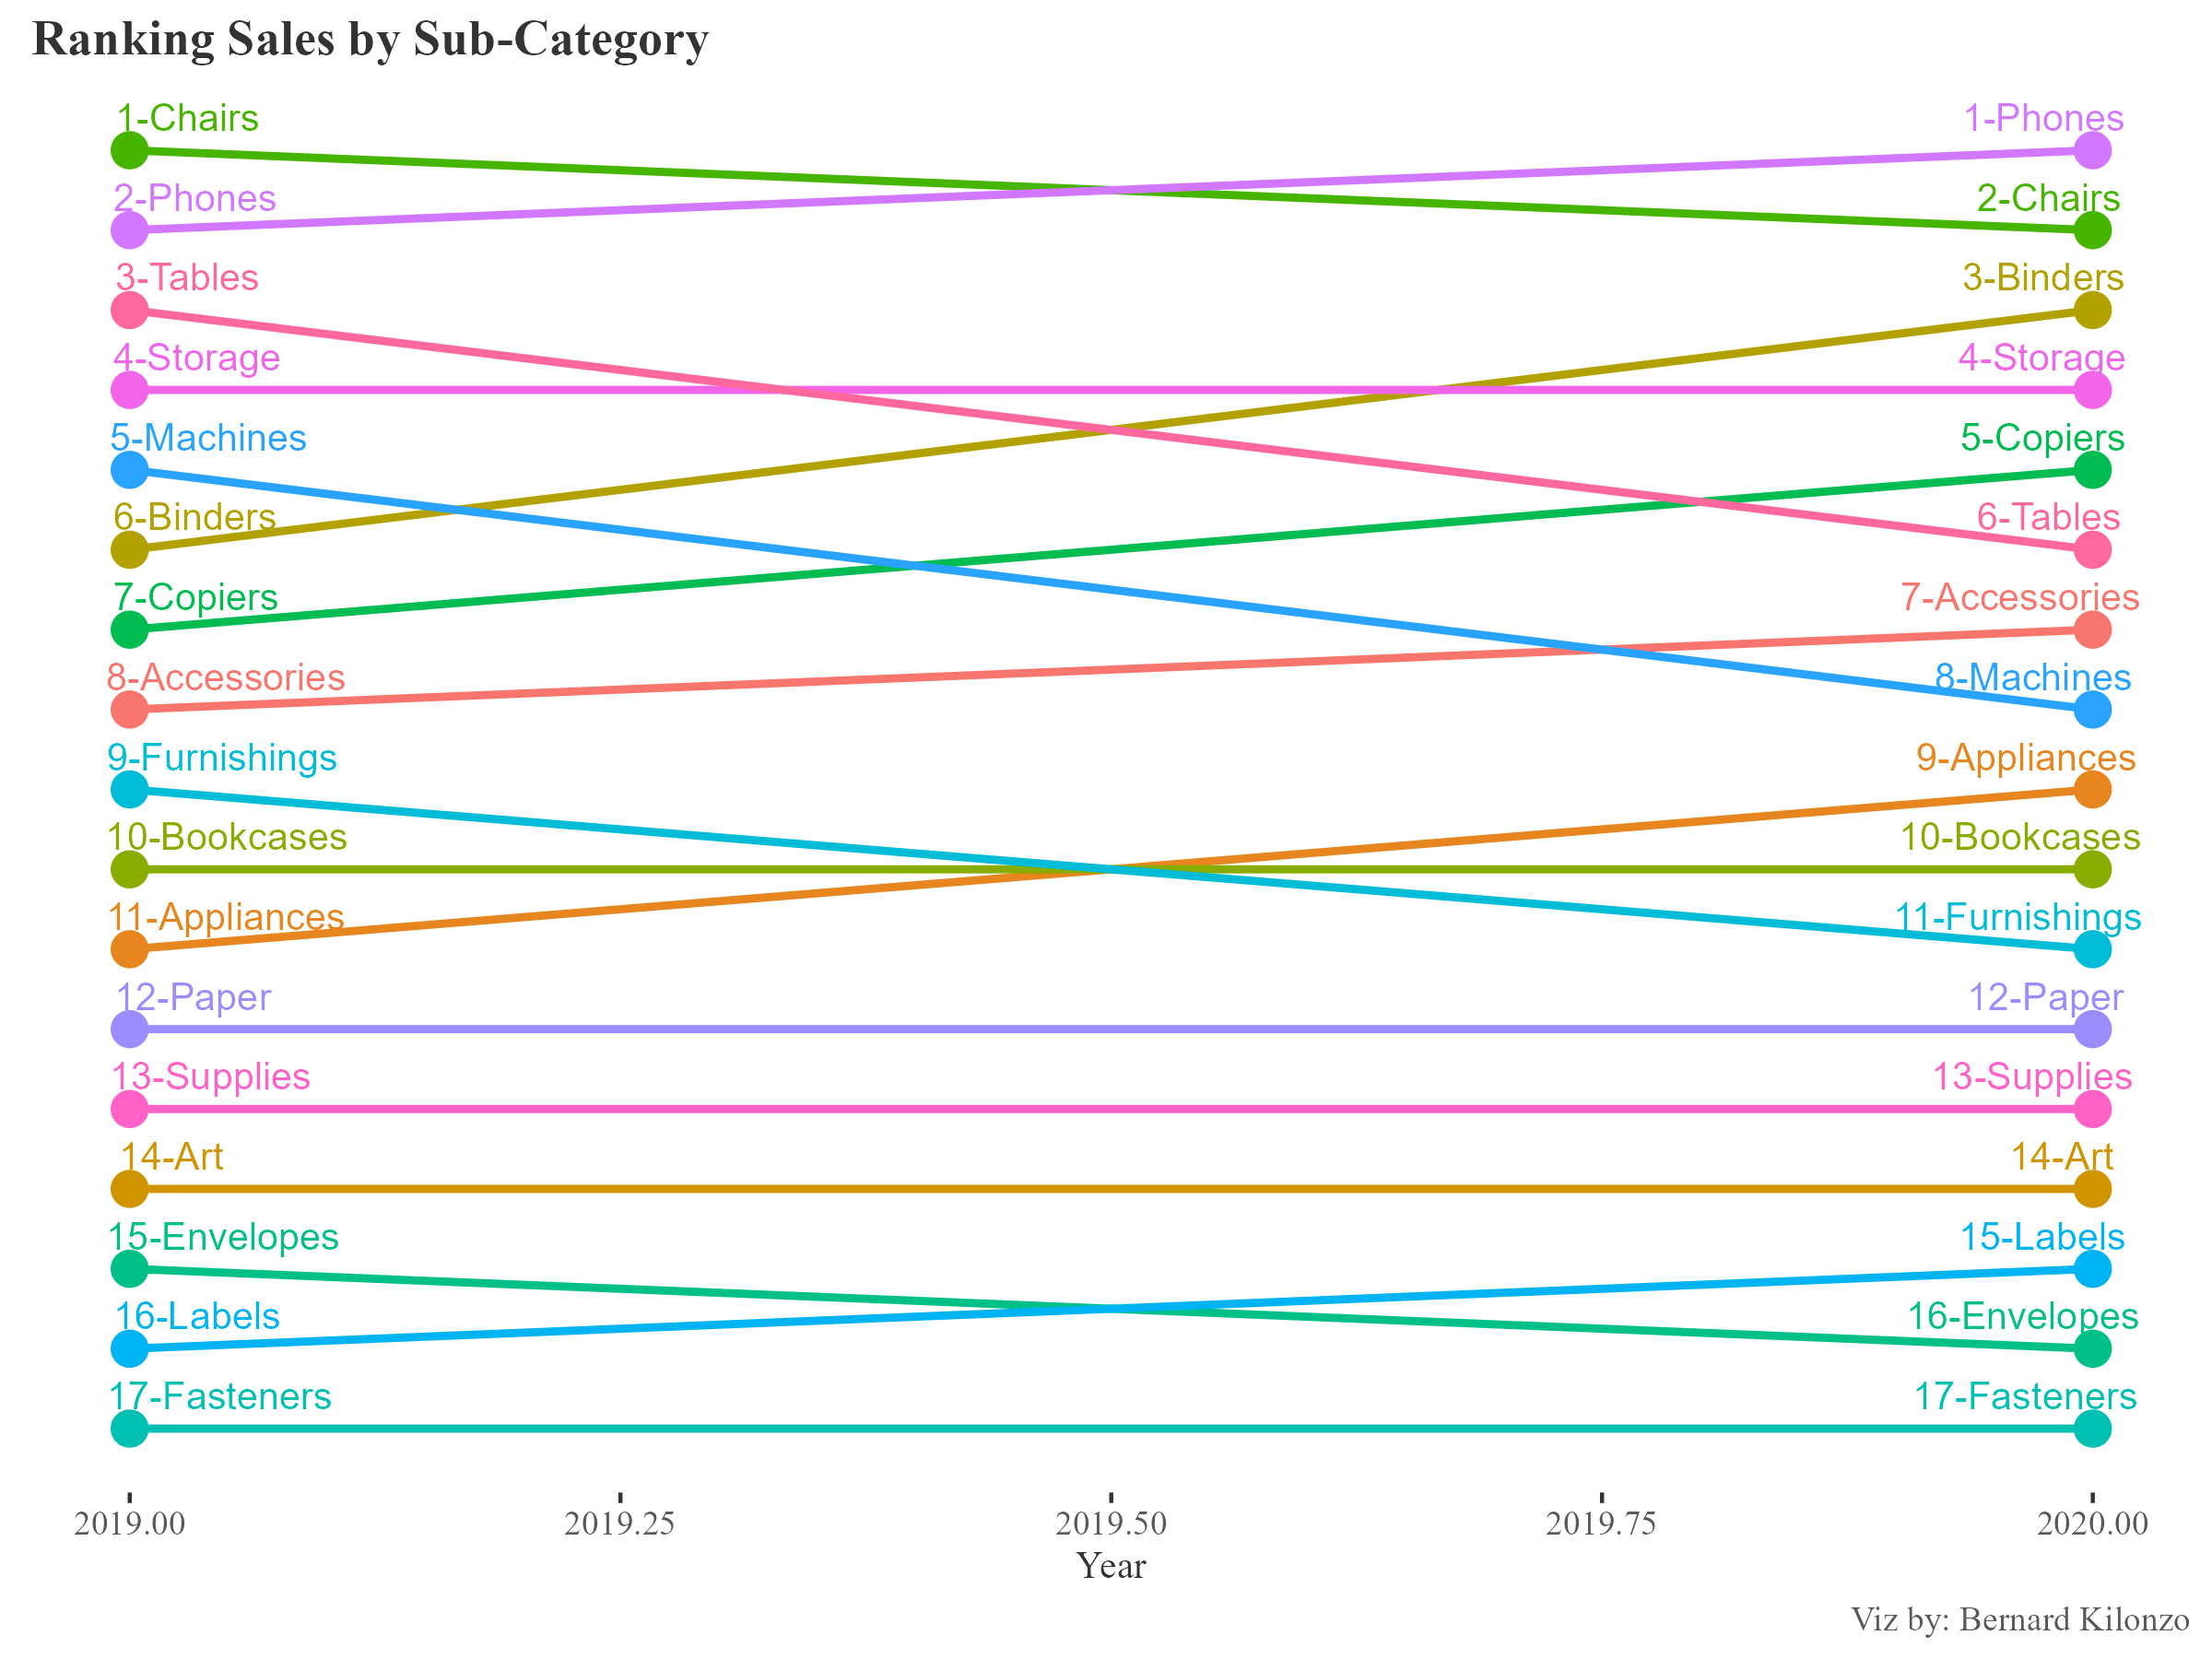 Ranking Sales by Sub-Category
1-Chairs 1-Phones
2-Phones 2-Chairs
3-Tables 3-Binders
4-Storage 4-Storage
5-Machines 5-Copiers
6-Binders 6-Tables
7-Copiers 7-Accessories
8-Accessories 8-Machines
9-Furnishings 9-Appliances
10-Bookcases 10-Bookcases
11-Appliances 11-Furnishings
12-Paper 12-Paper
13-Supplies 13-Supplies
14-Art 14-Art
15-Envelopes 15-Labels
16-Labels 16-Envelopes
17-Fasteners 17-Fasteners
2019.00 2019.25 2019.50 2019.75 2020.00
Year
Viz by: Bernard Kilonzo